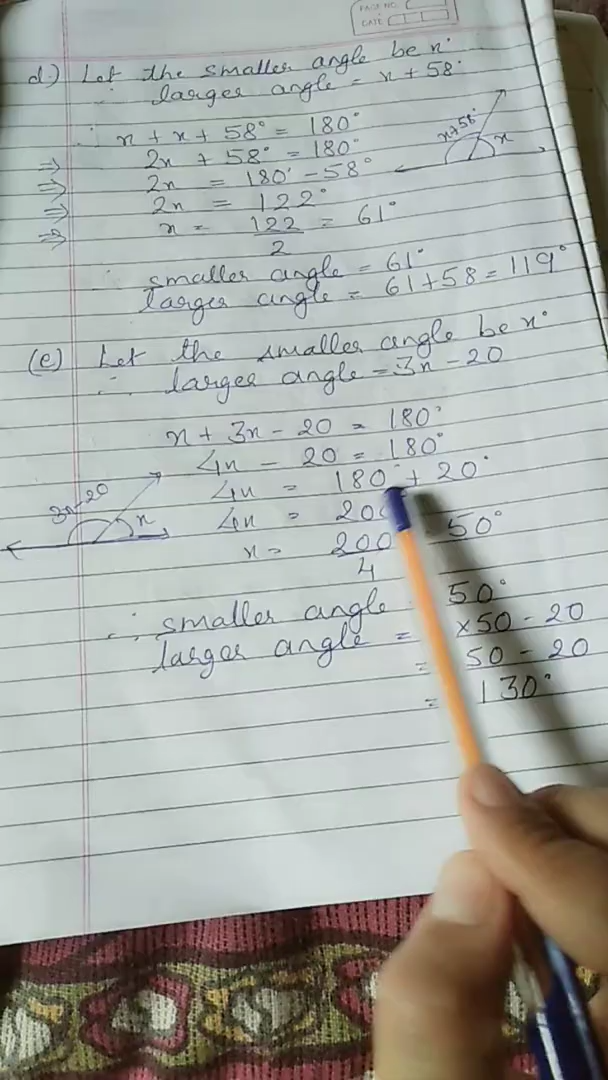 PAGE NO.
DATE
d.) Let the smaller angle be x°
∴ larger angle = x + 58°
∴ x + x + 58° = 180°
⇒ 2x + 58° = 180°
⇒ 2x = 180° - 58°
⇒ 2x = 122°
⇒ x = 122/2 = 61°
x+58° x
∴ smaller angle = 61°
larger angle = 61 + 58 = 119°
(e) Let the smaller angle be x°
∴ larger angle = 3x - 20
x + 3x - 20 = 180°
4x - 20 = 180°
4x = 180° + 20°
4x = 200
x = 200/4 50°
3x-20 x
∴ smaller angle 50°
larger angle = x50 - 20
= 50 - 20
= 130°